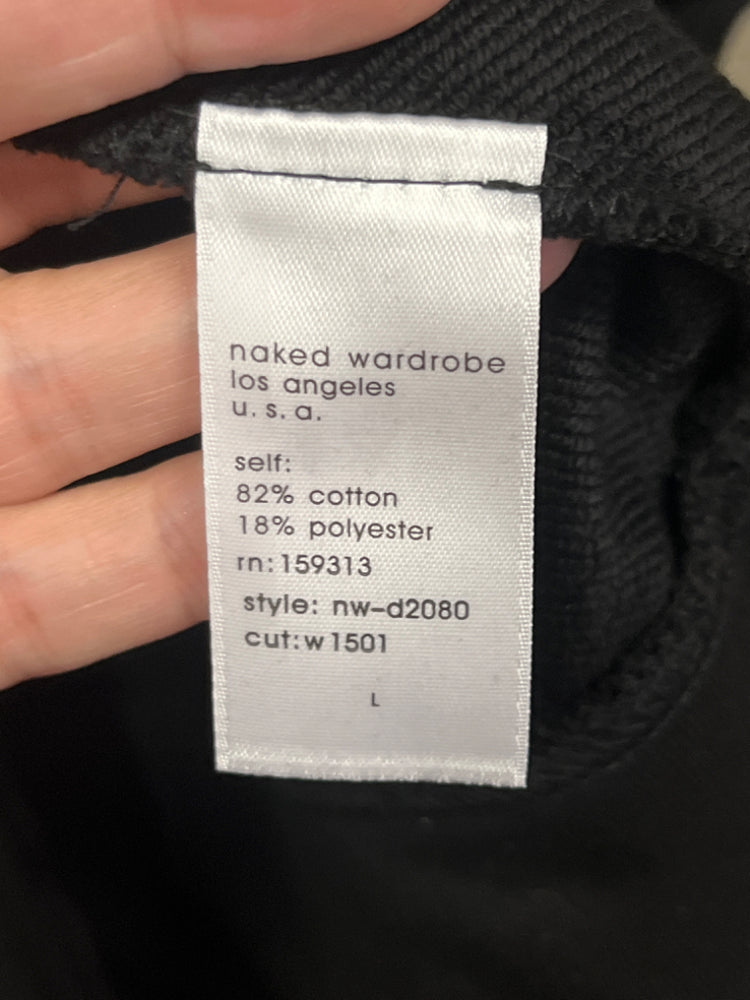 naked wardrobe
los angeles
u. s. a.
self:
82% cotton
18% polyester
rn: 159313
style: nw-d2080
cut: w1501
L